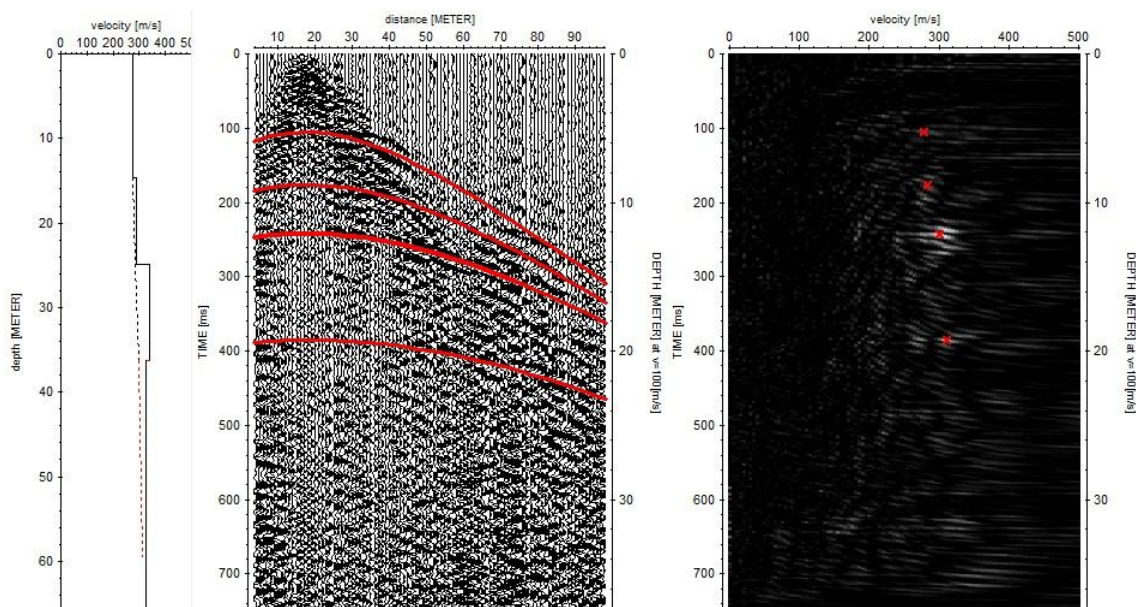 velocity [m/s]
0 100 200 300 400 50
0
10
20
30
40
50
60
depth [METER]
distance [METER]
10 20 30 40 50 60 70 80 90
0
100
200
300
400
500
600
700
TIME [ms]
0
10
20
30
DEPTH [METER] at v=100[m/s]
velocity [m/s]
0 100 200 300 400 500
0
100
200
300
400
500
600
700
TIME [ms]
0
10
20
30
DEPTH [METER] at v=100[m/s]